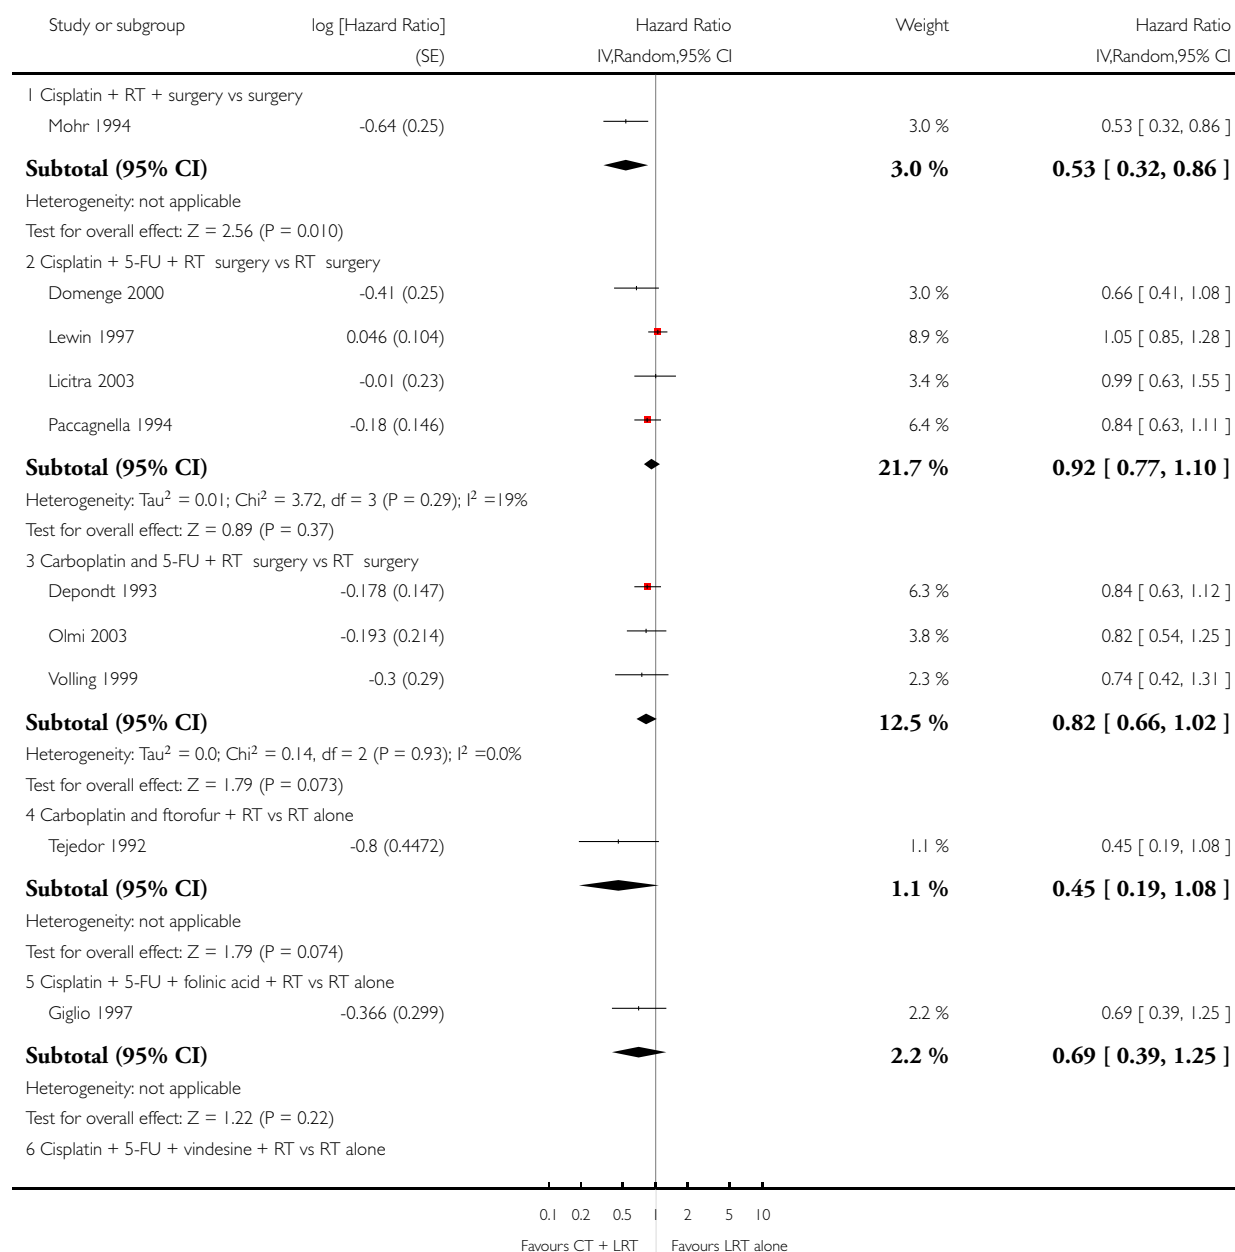 Study or subgroup log [Hazard Ratio] Hazard Ratio Weight Hazard Ratio
(SE) IV,Random,95% CI IV,Random,95% CI
1 Cisplatin + RT + surgery vs surgery
Mohr 1994 -0.64 (0.25) 3.0 % 0.53 [ 0.32, 0.86 ]
Subtotal (95% CI) 3.0 % 0.53 [ 0.32, 0.86 ]
Heterogeneity: not applicable
Test for overall effect: Z = 2.56 (P = 0.010)
2 Cisplatin + 5-FU + RT surgery vs RT surgery
Domenge 2000 -0.41 (0.25) 3.0 % 0.66 [ 0.41, 1.08 ]
Lewin 1997 0.046 (0.104) 8.9 % 1.05 [ 0.85, 1.28 ]
Licitra 2003 -0.01 (0.23) 3.4 % 0.99 [ 0.63, 1.55 ]
Paccagnella 1994 -0.18 (0.146) 6.4 % 0.84 [ 0.63, 1.11 ]
Subtotal (95% CI) 21.7 % 0.92 [ 0.77, 1.10 ]
Heterogeneity: Tau² = 0.01; Chi² = 3.72, df = 3 (P = 0.29); I² =19%
Test for overall effect: Z = 0.89 (P = 0.37)
3 Carboplatin and 5-FU + RT surgery vs RT surgery
Depondt 1993 -0.178 (0.147) 6.3 % 0.84 [ 0.63, 1.12 ]
Olmi 2003 -0.193 (0.214) 3.8 % 0.82 [ 0.54, 1.25 ]
Volling 1999 -0.3 (0.29) 2.3 % 0.74 [ 0.42, 1.31 ]
Subtotal (95% CI) 12.5 % 0.82 [ 0.66, 1.02 ]
Heterogeneity: Tau² = 0.0; Chi² = 0.14, df = 2 (P = 0.93); I² =0.0%
Test for overall effect: Z = 1.79 (P = 0.073)
4 Carboplatin and ftorofur + RT vs RT alone
Tejedor 1992 -0.8 (0.4472) 1.1 % 0.45 [ 0.19, 1.08 ]
Subtotal (95% CI) 1.1 % 0.45 [ 0.19, 1.08 ]
Heterogeneity: not applicable
Test for overall effect: Z = 1.79 (P = 0.074)
5 Cisplatin + 5-FU + folinic acid + RT vs RT alone
Giglio 1997 -0.366 (0.299) 2.2 % 0.69 [ 0.39, 1.25 ]
Subtotal (95% CI) 2.2 % 0.69 [ 0.39, 1.25 ]
Heterogeneity: not applicable
Test for overall effect: Z = 1.22 (P = 0.22)
6 Cisplatin + 5-FU + vindesine + RT vs RT alone
0.1 0.2 0.5 1 2 5 10
Favours CT + LRT Favours LRT alone